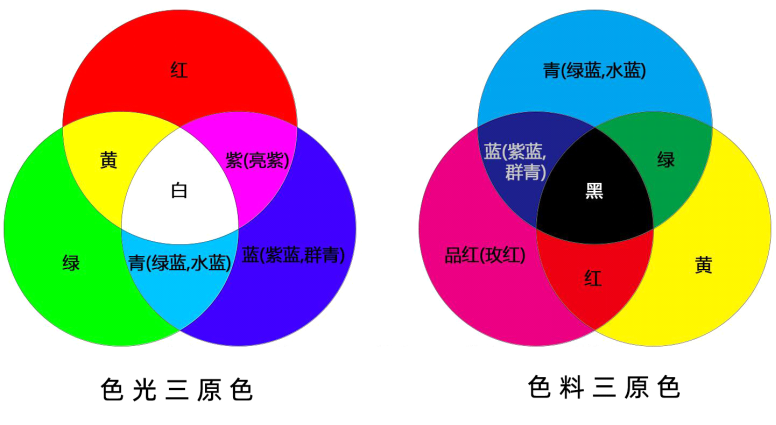 红
黄
紫(亮紫)
白
绿
青(绿蓝,水蓝)
蓝(紫蓝,群青)
色光三原色
青(绿蓝,水蓝)
蓝(紫蓝,
群青)
绿
黑
品红(玫红)
红
黄
色料三原色